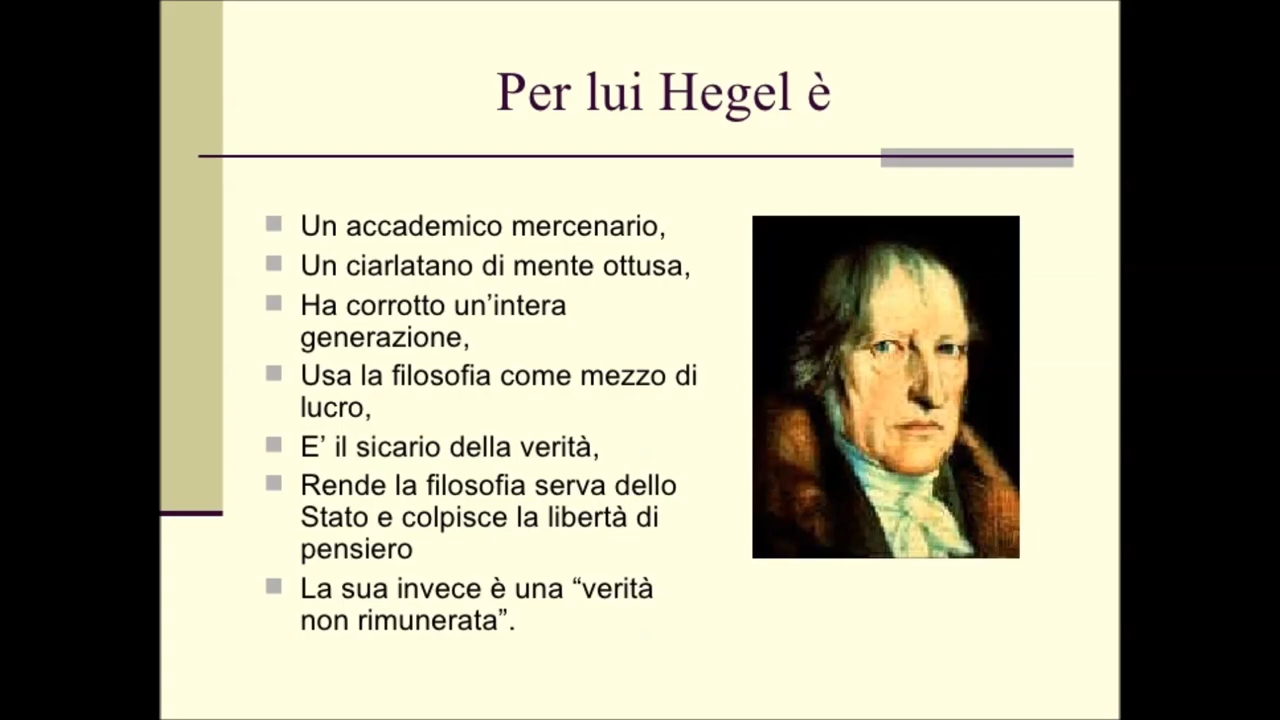 Per lui Hegel è
Un accademico mercenario,
Un ciarlatano di mente ottusa,
Ha corrotto un’intera
generazione,
Usa la filosofia come mezzo di
lucro,
E’ il sicario della verità,
Rende la filosofia serva dello
Stato e colpisce la libertà di
pensiero
La sua invece è una “verità
non rimunerata”.